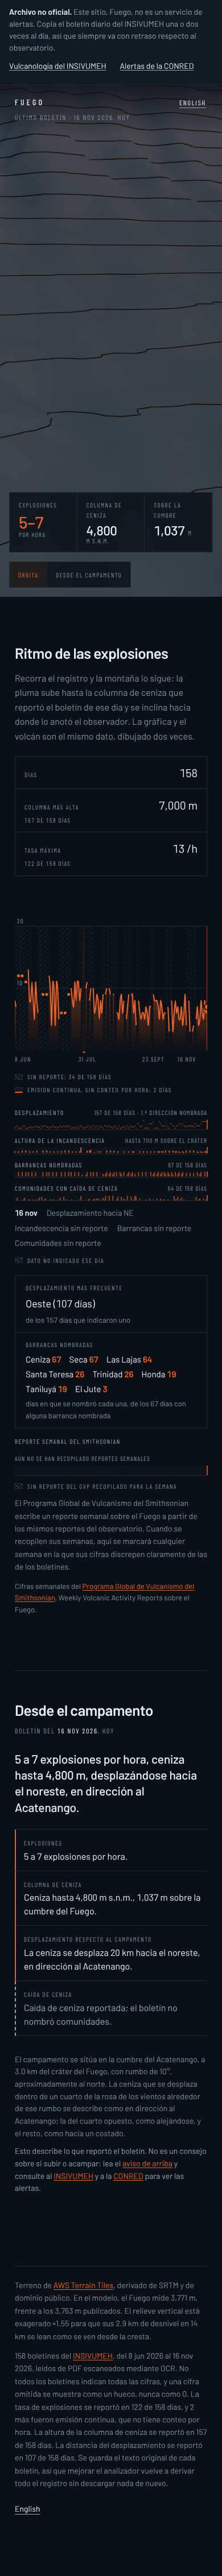 Archivo no oficial. Este sitio, Fuego, no es un servicio de
alertas. Copia el boletín diario del INSIVUMEH una o dos
veces al día, así que siempre va con retraso respecto al
observatorio.
Vulcanología del INSIVUMEH Alertas de la CONRED
FUEGO
ENGLISH
ÚLTIMO BOLETÍN · 16 NOV 2026, HOY
EXPLOSIONES
5–7
POR HORA
COLUMNA DE
CENIZA
4,800
M S.N.M.
SOBRE LA
CUMBRE
1,037 M
ÓRBITA
DESDE EL CAMPAMENTO
Ritmo de las explosiones
Recorra el registro y la montaña lo sigue: la
pluma sube hasta la columna de ceniza que
reportó el boletín de ese día y se inclina hacia
donde lo anotó el observador. La gráfica y el
volcán son el mismo dato, dibujado dos veces.
DÍAS
158
COLUMNA MÁS ALTA
7,000 m
157 DE 158 DÍAS
TASA MÁXIMA
13 /h
122 DE 158 DÍAS
20
10
8 JUN
31 JUL
23 SEPT
16 NOV
SIN REPORTE: 34 DE 158 DÍAS
EMISIÓN CONTINUA, SIN CONTEO POR HORA: 2 DÍAS
DESPLAZAMIENTO
157 DE 158 DÍAS · 1.ª DIRECCIÓN NOMBRADA
ALTURA DE LA INCANDESCENCIA
HASTA 700 M SOBRE EL CRÁTER
BARRANCAS NOMBRADAS
67 DE 158 DÍAS
COMUNIDADES CON CAÍDA DE CENIZA
64 DE 158 DÍAS
16 nov Desplazamiento hacia NE
Incandescencia sin reporte Barrancas sin reporte
Comunidades sin reporte
DATO NO INDICADO ESE DÍA
DESPLAZAMIENTO MÁS FRECUENTE
Oeste (107 días)
de los 157 días que indicaron uno
BARRANCAS NOMBRADAS
Ceniza 67 Seca 67 Las Lajas 64
Santa Teresa 26 Trinidad 26 Honda 19
Taniluyá 19 El Jute 3
días en que se nombró cada una, de los 67 días con
alguna barranca nombrada
REPORTE SEMANAL DEL SMITHSONIAN
AÚN NO SE HAN RECOPILADO REPORTES SEMANALES
SIN REPORTE DEL GVP RECOPILADO PARA LA SEMANA
El Programa Global de Vulcanismo del Smithsonian
escribe un reporte semanal sobre el Fuego a partir de
los mismos reportes del observatorio. Cuando se
recopilen sus semanas, aquí se marcará cualquier
semana en la que sus cifras discrepen claramente de las
de los boletines.
Cifras semanales del Programa Global de Vulcanismo del
Smithsonian, Weekly Volcanic Activity Reports sobre el
Fuego.
Desde el campamento
BOLETÍN DEL 16 NOV 2026, HOY
5 a 7 explosiones por hora, ceniza
hasta 4,800 m, desplazándose hacia
el noreste, en dirección al
Acatenango.
EXPLOSIONES
5 a 7 explosiones por hora.
COLUMNA DE CENIZA
Ceniza hasta 4,800 m s.n.m., 1,037 m sobre la
cumbre del Fuego.
DESPLAZAMIENTO RESPECTO AL CAMPAMENTO
La ceniza se desplaza 20 km hacia el noreste,
en dirección al Acatenango.
CAÍDA DE CENIZA
Caída de ceniza reportada; el boletín no
nombró comunidades.
El campamento se sitúa en la cumbre del Acatenango, a
3.0 km del cráter del Fuego, con rumbo de 10°,
aproximadamente al norte. La ceniza que se desplaza
dentro de un cuarto de la rosa de los vientos alrededor
de ese rumbo se describe como en dirección al
Acatenango; la del cuarto opuesto, como alejándose, y
el resto, como hacia un costado.
Esto describe lo que reportó el boletín. No es un consejo
sobre si subir o acampar: lea el aviso de arriba y
consulte al INSIVUMEH y a la CONRED para ver las
alertas.
Terreno de AWS Terrain Tiles, derivado de SRTM y de
dominio público. En el modelo, el Fuego mide 3,771 m,
frente a los 3,763 m publicados. El relieve vertical está
exagerado ×1.55 para que sus 2.9 km de desnivel en 14
km se lean como se ven desde la cresta.
158 boletines del INSIVUMEH, del 8 jun 2026 al 16 nov
2026, leídos de PDF escaneados mediante OCR. No en
todos los boletines indican todas las cifras, y una cifra
omitida se muestra como un hueco, nunca como 0. La
tasa de explosiones se reportó en 122 de 158 días, y 2
más fueron emisión continua, que no tiene conteo por
hora. La altura de la columna de ceniza se reportó en 157
de 158 días. La distancia del desplazamiento se reportó
en 107 de 158 días. Se guarda el texto original de cada
boletín, así que mejorar el analizador vuelve a derivar
todo el registro sin descargar nada de nuevo.
English